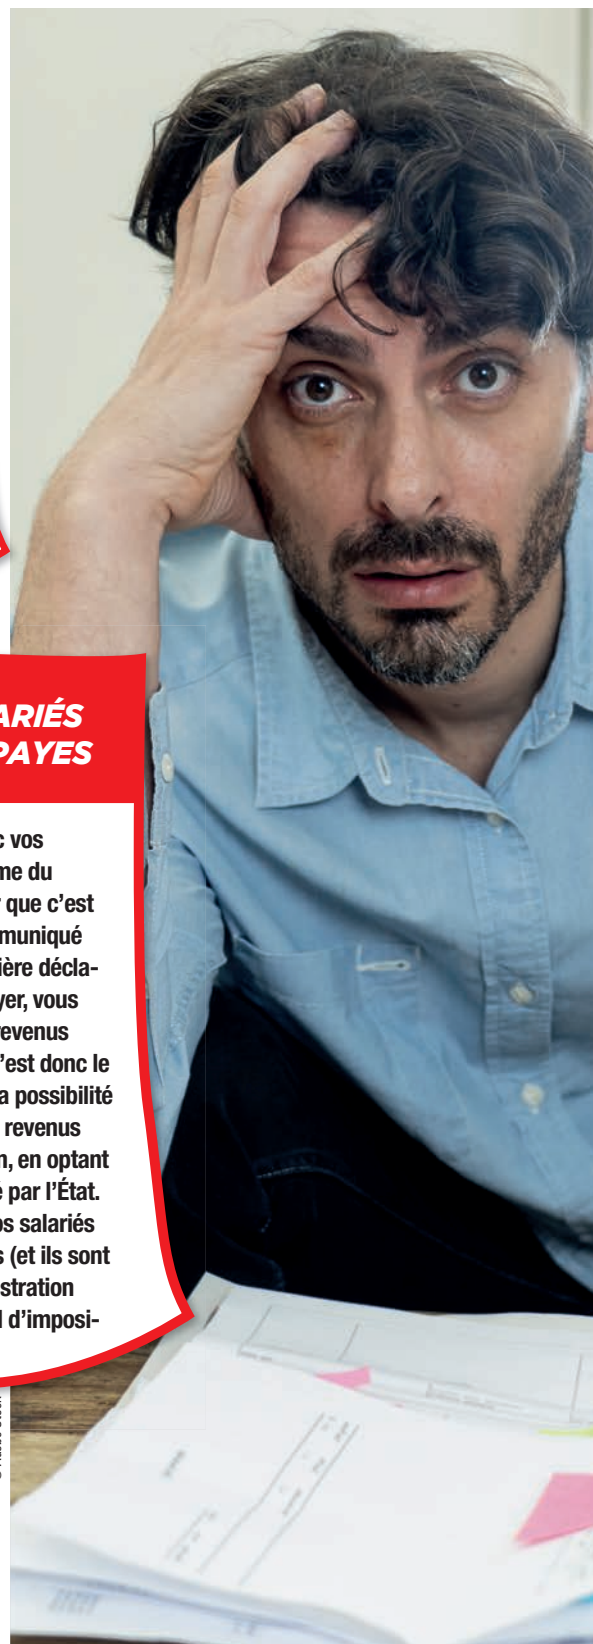 ARIÉS
PAYES
c vos
me du
r que c'est
muniqué
ière décla-
yer, vous
revenus
'est donc le
a possibilité
revenus
n, en optant
é par l'État.
os salariés
s (et ils sont
stration
l d'imposi-